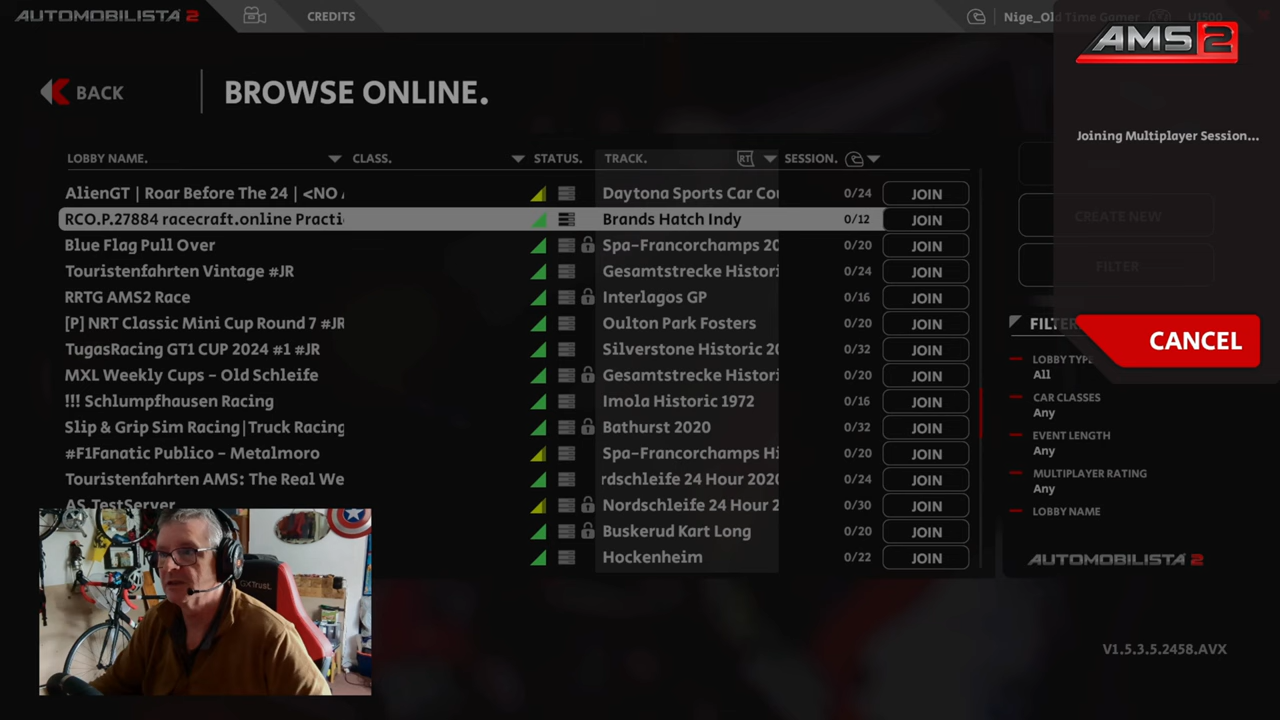 AUTOMOBILISTA 2
CREDITS
Nige_Old Time Gamer
U1500
AMS2
BACK
BROWSE ONLINE.
Joining Multiplayer Session...
LOBBY NAME. CLASS. STATUS. TRACK. RT SESSION.
AlienGT | Roar Before The 24 | <NO Daytona Sports Car Cou 0/24 JOIN
RCO.P.27884 racecraft.online Practi Brands Hatch Indy 0/12 JOIN
Blue Flag Pull Over Spa-Francorchamps 20 0/20 JOIN
Touristenfahrten Vintage #JR Gesamtstrecke Histori 0/24 JOIN
RRTG AMS2 Race Interlagos GP 0/16 JOIN
[P] NRT Classic Mini Cup Round 7 #JR Oulton Park Fosters 0/20 JOIN
TugasRacing GT1 CUP 2024 #1 #JR Silverstone Historic 20 0/32 JOIN
MXL Weekly Cups - Old Schleife Gesamtstrecke Histori 0/20 JOIN
!!! Schlumpfhausen Racing Imola Historic 1972 0/16 JOIN
Slip & Grip Sim Racing|Truck Racing Bathurst 2020 0/32 JOIN
#F1Fanatic Publico - Metalmoro Spa-Francorchamps Hi 0/20 JOIN
Touristenfahrten AMS: The Real We rdschleife 24 Hour 2020 0/24 JOIN
AS TestServer Nordschleife 24 Hour 2 0/30 JOIN
Buskerud Kart Long 0/20 JOIN
Hockenheim 0/22 JOIN
CREATE NEW
FILTER
CANCEL
LOBBY TYPE
All
CAR CLASSES
Any
EVENT LENGTH
Any
MULTIPLAYER RATING
Any
LOBBY NAME
AUTOMOBILISTA 2
V1.5.3.5.2458.AVX
GXTrust.